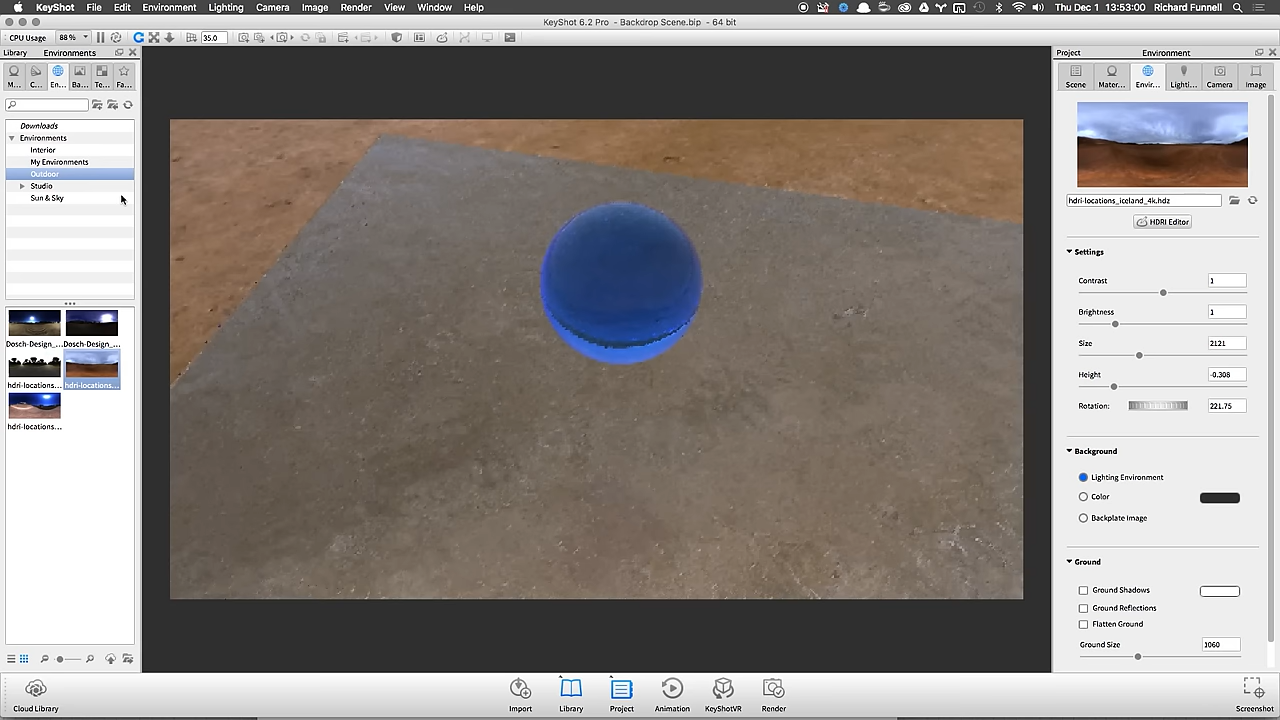 KeyShot File Edit Environment Lighting Camera Image Render View Window Help Thu Dec 1 13:53:00 Richard Funnell
KeyShot 6.2 Pro - Backdrop Scene.bip - 64 bit
CPU Usage 88% 35.0
Library Environments
M... C... En... Ba... Te... Fa...
Downloads
Environments
Interior
My Environments
Outdoor
Studio
Sun & Sky
Dosch-Design_... Dosch-Design_...
hdri-locations... hdri-locations...
hdri-locations...
Project Environment
Scene Mater... Envir... Lighti... Camera Image
hdri-locations_iceland_4k.hdz
HDRI Editor
Settings
Contrast 1
Brightness 1
Size 2121
Height -0.308
Rotation: 221.75
Background
Lighting Environment
Color
Backplate Image
Ground
Ground Shadows
Ground Reflections
Flatten Ground
Ground Size 1060
Cloud Library Import Library Project Animation KeyShotVR Render Screenshot